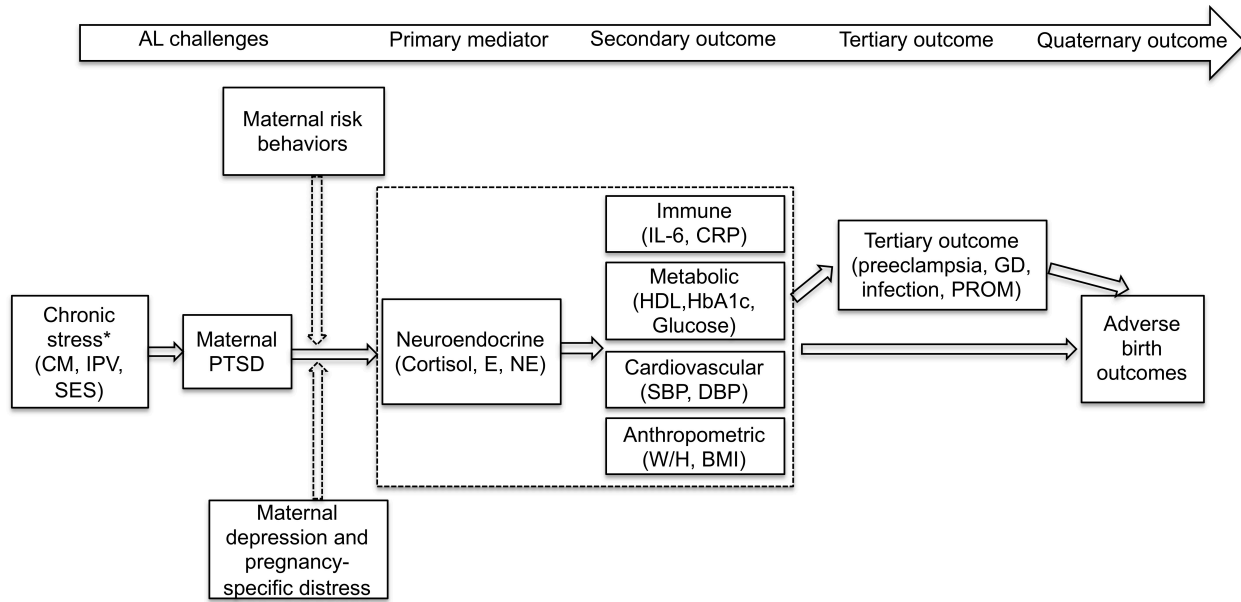 AL challenges
Primary mediator
Secondary outcome
Tertiary outcome
Quaternary outcome
Maternal risk
behaviors
Chronic
stress*
(CM, IPV,
SES)
Maternal
PTSD
Maternal
depression and
pregnancy-
specific distress
Neuroendocrine
(Cortisol, E, NE)
Immune
(IL-6, CRP)
Metabolic
(HDL,HbA1c,
Glucose)
Cardiovascular
(SBP, DBP)
Anthropometric
(W/H, BMI)
Tertiary outcome
(preeclampsia, GD,
infection, PROM)
Adverse
birth
outcomes